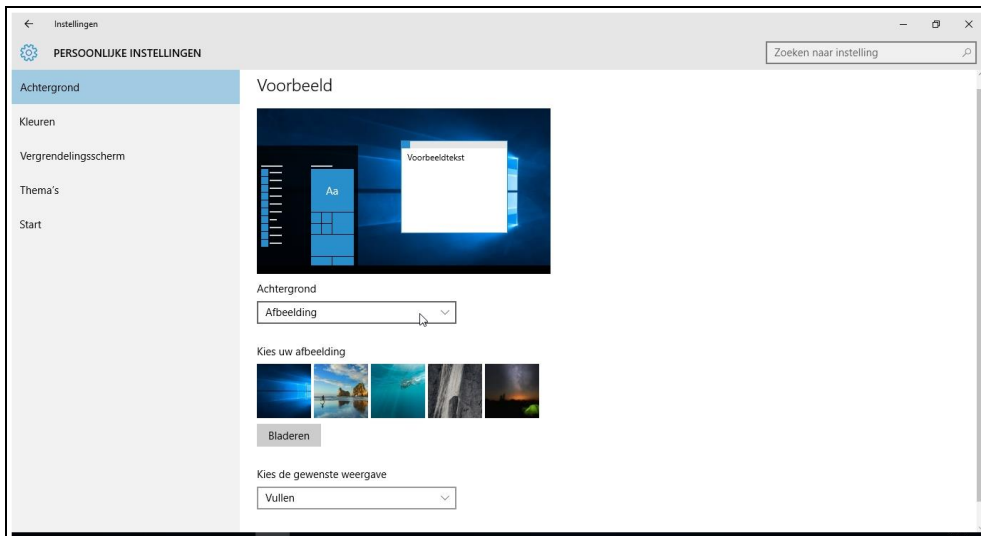 Instellingen
PERSOONLIJKE INSTELLINGEN
Zoeken naar instelling
Achtergrond
Kleuren
Vergrendelingsscherm
Thema's
Start
Voorbeeld
Voorbeeldtekst
Aa
Achtergrond
Afbeelding
Kies uw afbeelding
Bladeren
Kies de gewenste weergave
Vullen